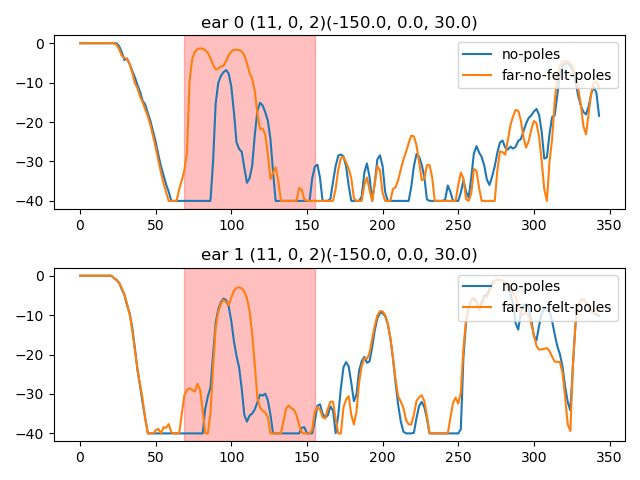 ear 0 (11, 0, 2)(-150.0, 0.0, 30.0)
0
−10
−20
−30
−40
no-poles
far-no-felt-poles
0 50 100 150 200 250 300 350
ear 1 (11, 0, 2)(-150.0, 0.0, 30.0)
0
−10
−20
−30
−40
no-poles
far-no-felt-poles
0 50 100 150 200 250 300 350